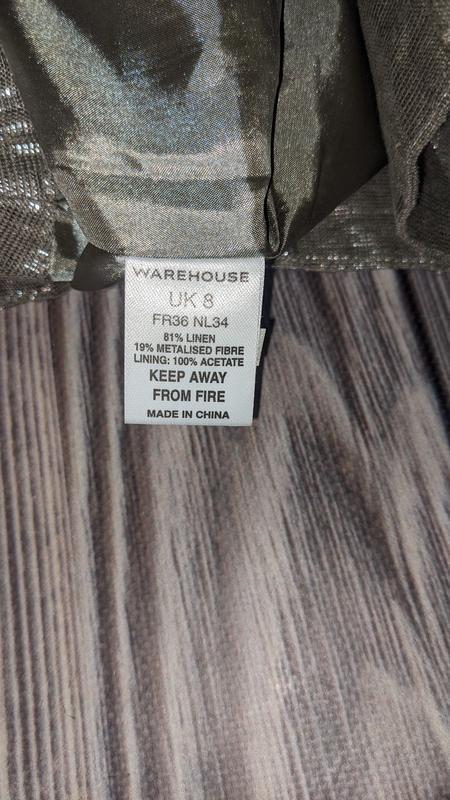 WAREHOUSE
UK 8
FR36 NL34
81% LINEN
19% METALISED FIBRE
LINING: 100% ACETATE
KEEP AWAY
FROM FIRE
MADE IN CHINA